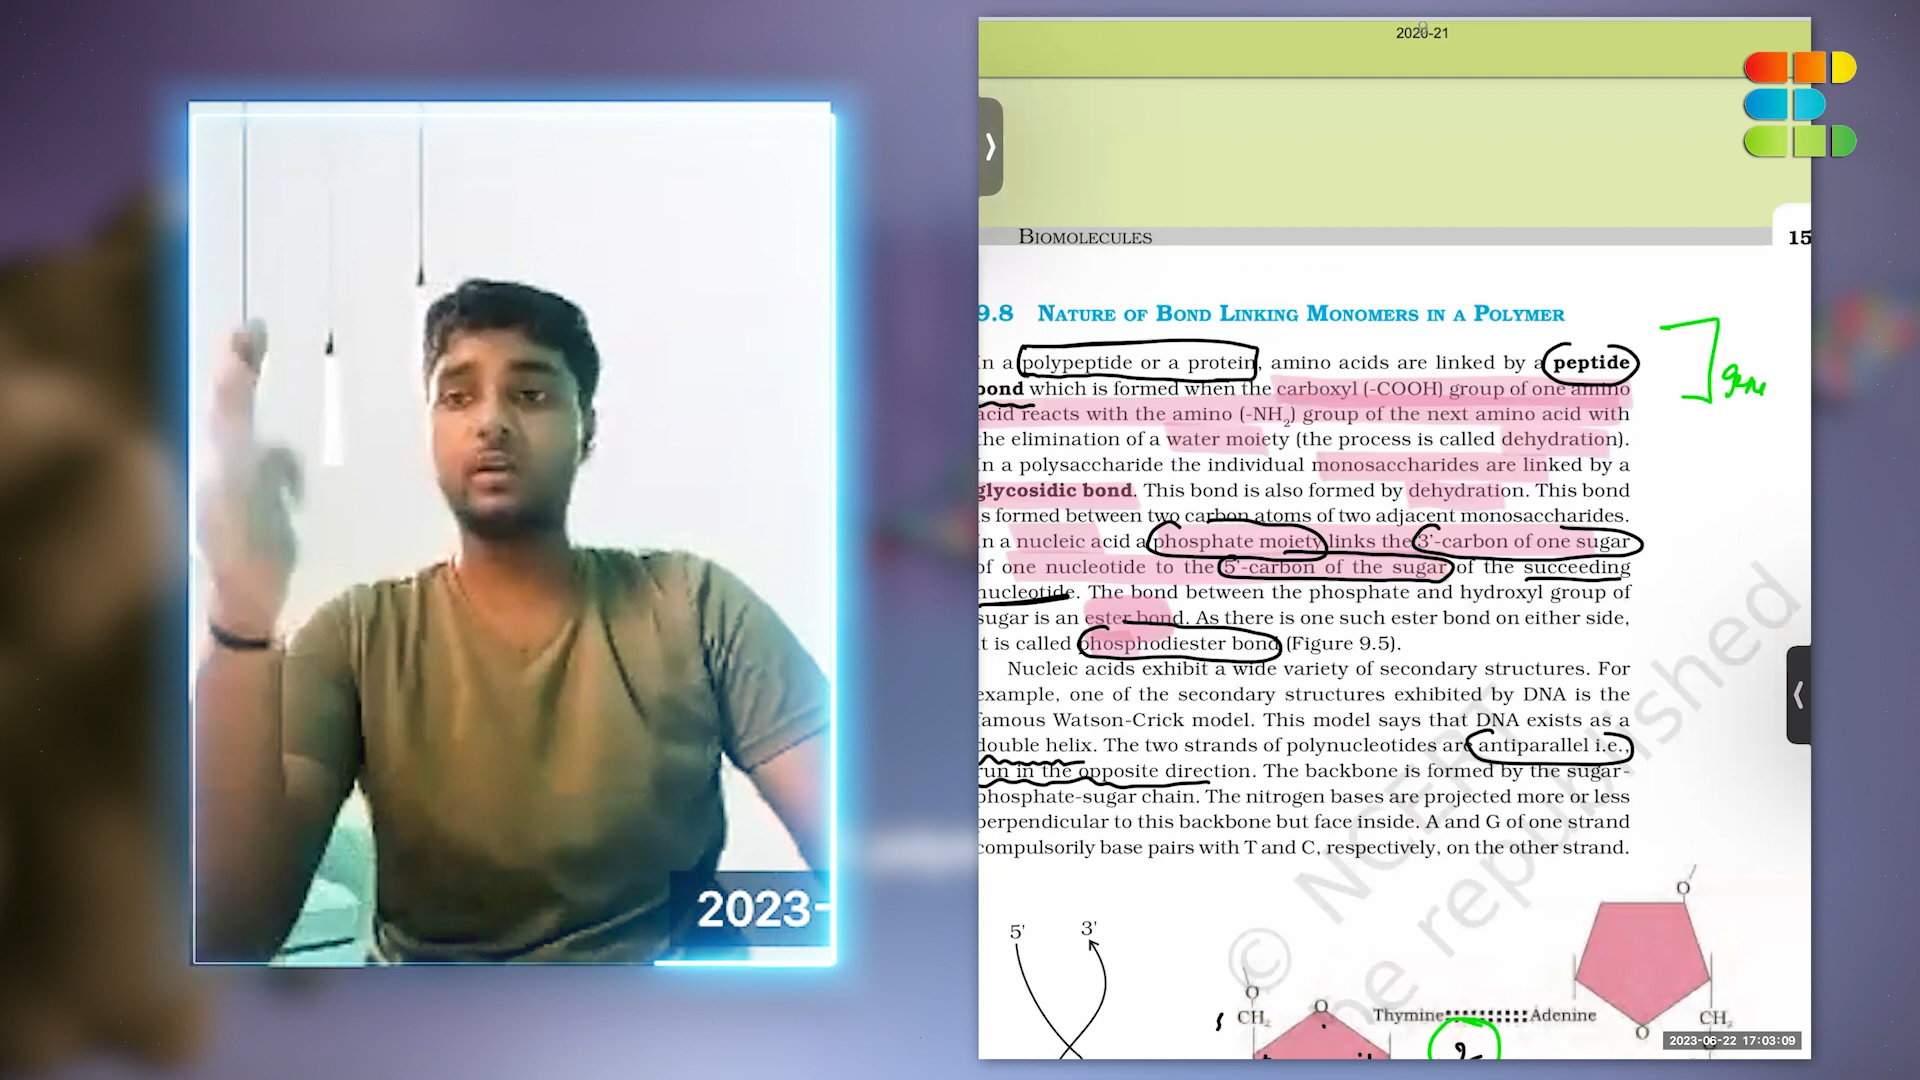 2020-21
BIOMOLECULES
15
9.8 NATURE OF BOND LINKING MONOMERS IN A POLYMER
In a polypeptide or a protein, amino acids are linked by a peptide
bond which is formed when the carboxyl (-COOH) group of one amino
acid reacts with the amino (-NH2) group of the next amino acid with
the elimination of a water moiety (the process is called dehydration).
In a polysaccharide the individual monosaccharides are linked by a
glycosidic bond. This bond is also formed by dehydration. This bond
is formed between two carbon atoms of two adjacent monosaccharides.
In a nucleic acid a phosphate moiety links the 3'-carbon of one sugar
of one nucleotide to the 5'-carbon of the sugar of the succeeding
nucleotide. The bond between the phosphate and hydroxyl group of
sugar is an ester bond. As there is one such ester bond on either side,
it is called phosphodiester bond (Figure 9.5).
Nucleic acids exhibit a wide variety of secondary structures. For
example, one of the secondary structures exhibited by DNA is the
famous Watson-Crick model. This model says that DNA exists as a
double helix. The two strands of polynucleotides are antiparallel i.e.,
run in the opposite direction. The backbone is formed by the sugar-
phosphate-sugar chain. The nitrogen bases are projected more or less
perpendicular to this backbone but face inside. A and G of one strand
compulsorily base pairs with T and C, respectively, on the other strand.
© NCERT
be republished
2023-
5' 3'
O
O O
CH2 Thymine Adenine O CH2
2
2023-06-22 17:03:09